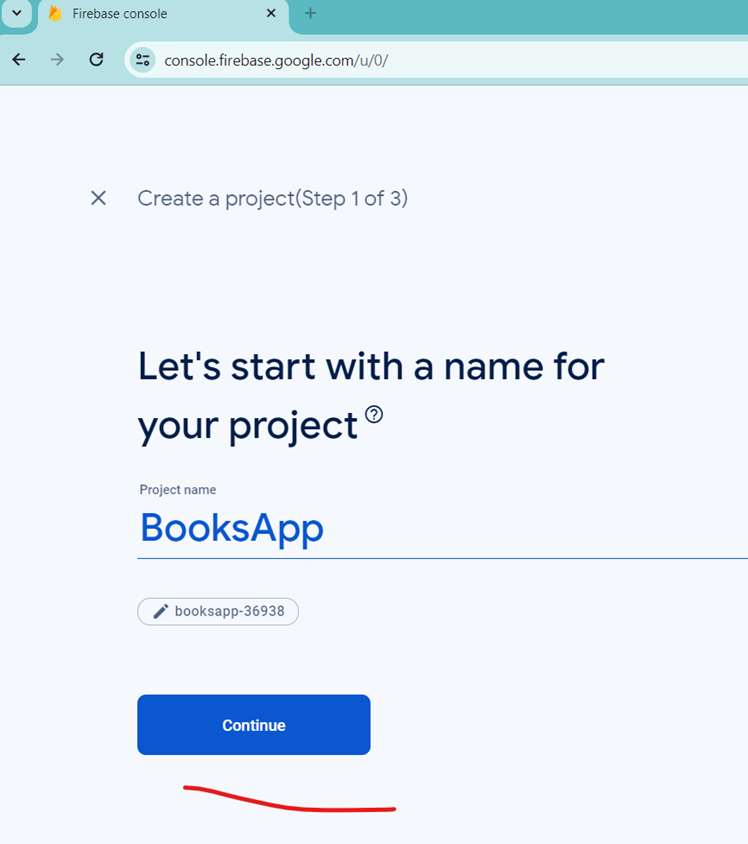 Firebase console
console.firebase.google.com/u/0/
Create a project(Step 1 of 3)
Let's start with a name for
your project
Project name
BooksApp
booksapp-36938
Continue